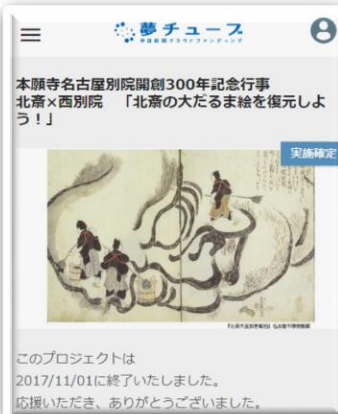 夢チューブ
中日新聞クラウドファンディング
本願寺名古屋別院開創300年記念行事
北斎×西別院 「北斎の大だるま絵を復元しよ
う！」
実施確定
このプロジェクトは
2017/11/01に終了いたしました。
応援いただき、ありがとうございました。